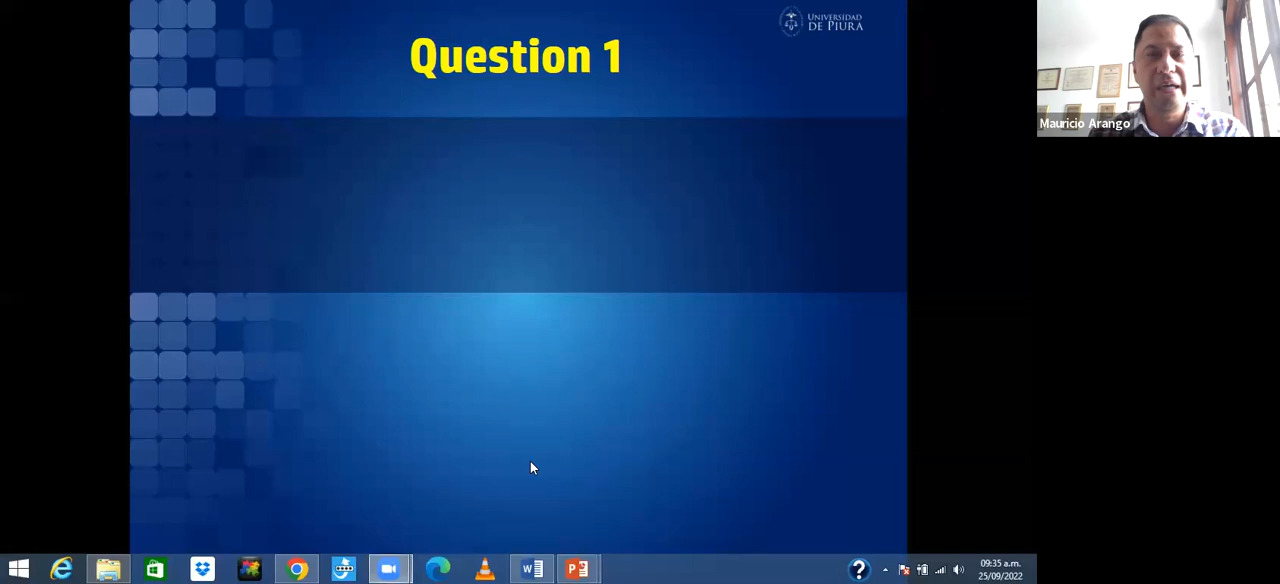 Question 1
UNIVERSIDAD
DE PIURA
Mauricio Arango
09:35 a.m.
25/09/2022